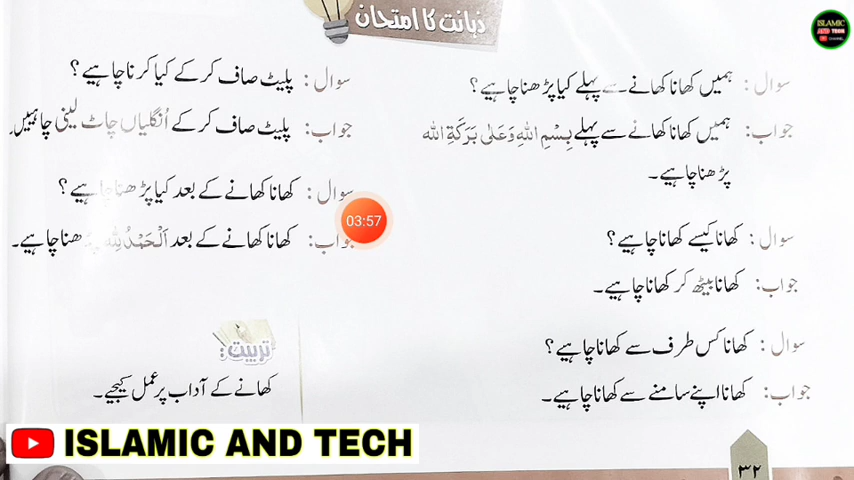 ذہانت کا امتحان
سوال: ہمیں کھانا کھانے سے پہلے کیا پڑھنا چاہیے؟
جواب: ہمیں کھانا کھانے سے پہلے بِسْمِ اللّٰهِ وَعَلٰى بَرَكَةِ اللّٰه
پڑھنا چاہیے۔
سوال: کھانا کیسے کھانا چاہیے؟
جواب: کھانا بیٹھ کر کھانا چاہیے۔
سوال: کھانا کس طرف سے کھانا چاہیے؟
جواب: کھانا اپنے سامنے سے کھانا چاہیے۔
سوال: پلیٹ صاف کر کے کیا کرنا چاہیے؟
جواب: پلیٹ صاف کر کے اُنگلیاں چاٹ لینی چاہییں
سوال: کھانا کھانے کے بعد کیا پڑھنا چاہیے؟
جواب: کھانا کھانے کے بعد اَلْحَمْدُلِلّٰه پڑھنا چاہیے۔
تربیت:
کھانے کے آداب پر عمل کیجیے۔
۳۲
03:57
ISLAMIC AND TECH
ISLAMIC
AND TECH